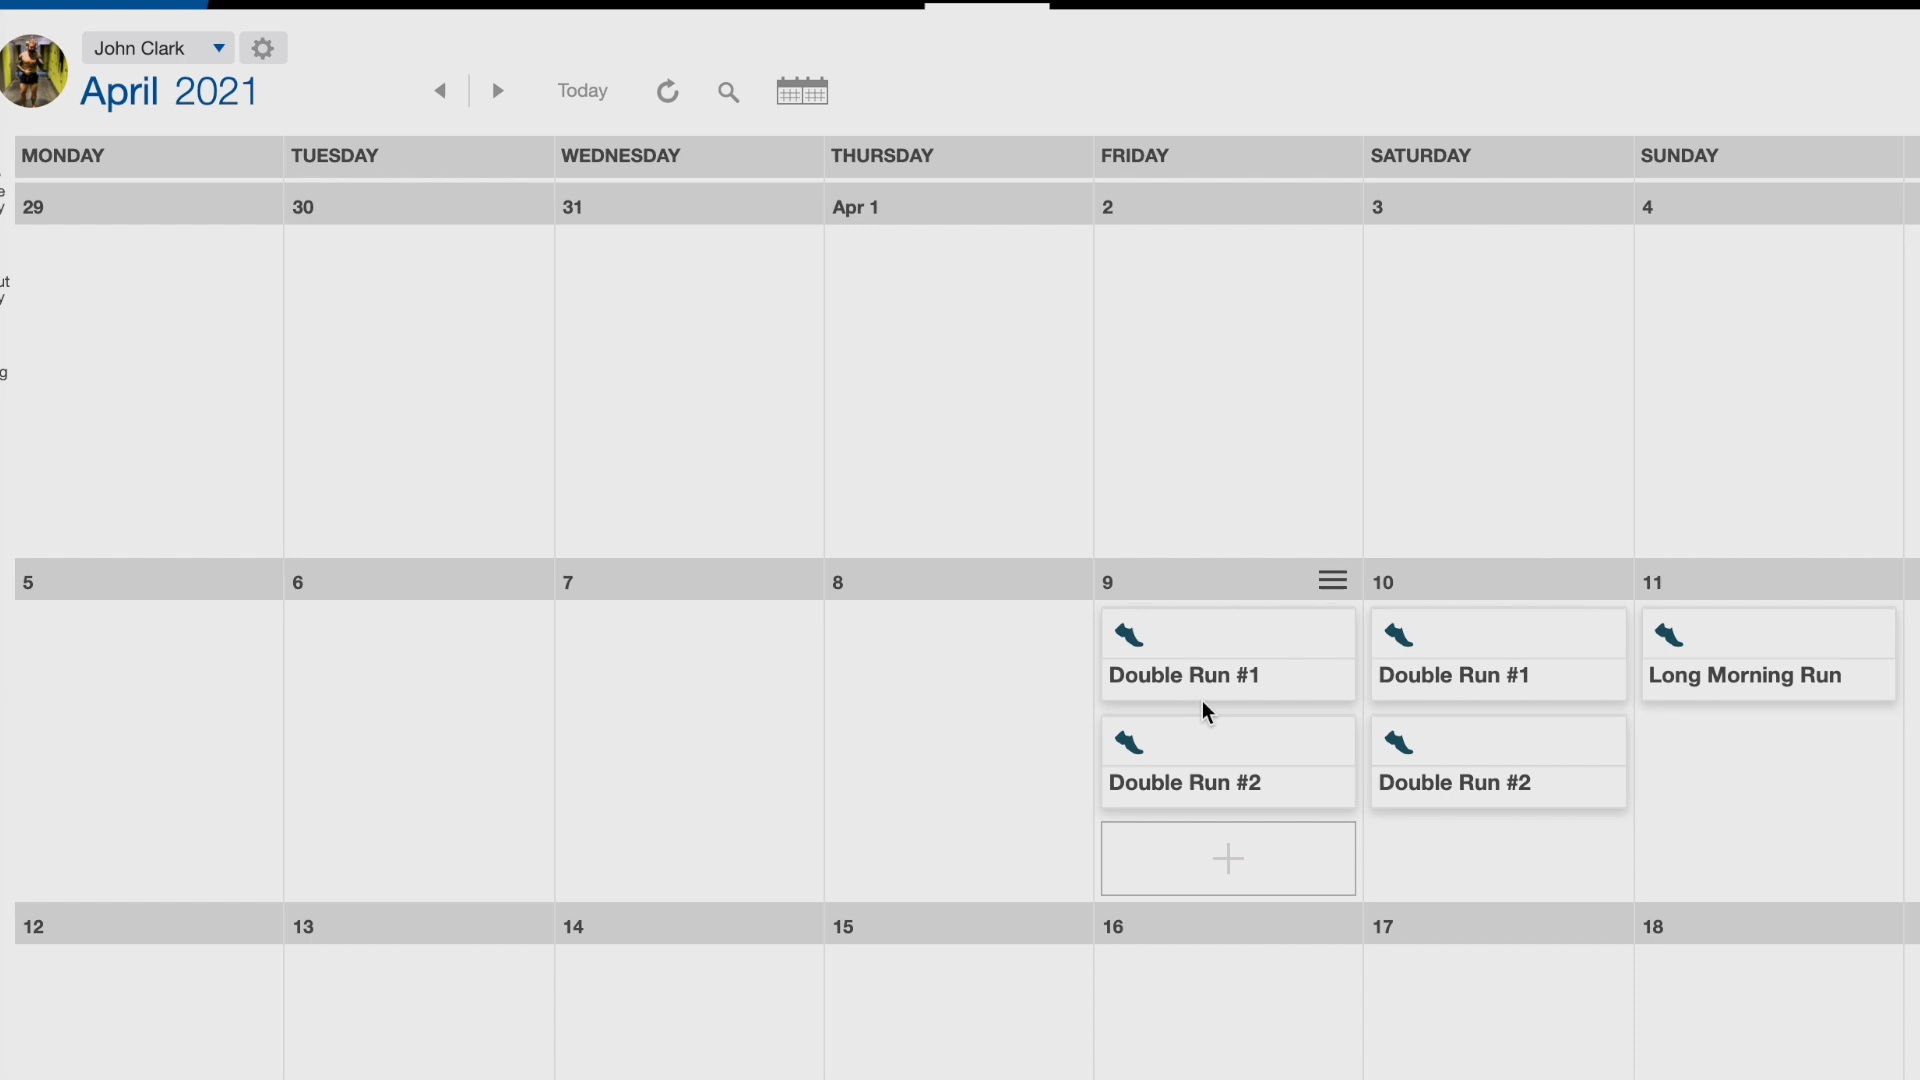 John Clark
April 2021
Today
MONDAY TUESDAY WEDNESDAY THURSDAY FRIDAY SATURDAY SUNDAY
29 30 31 Apr 1 2 3 4
5 6 7 8 9 10 11
Double Run #1 Double Run #1 Long Morning Run
Double Run #2 Double Run #2
12 13 14 15 16 17 18